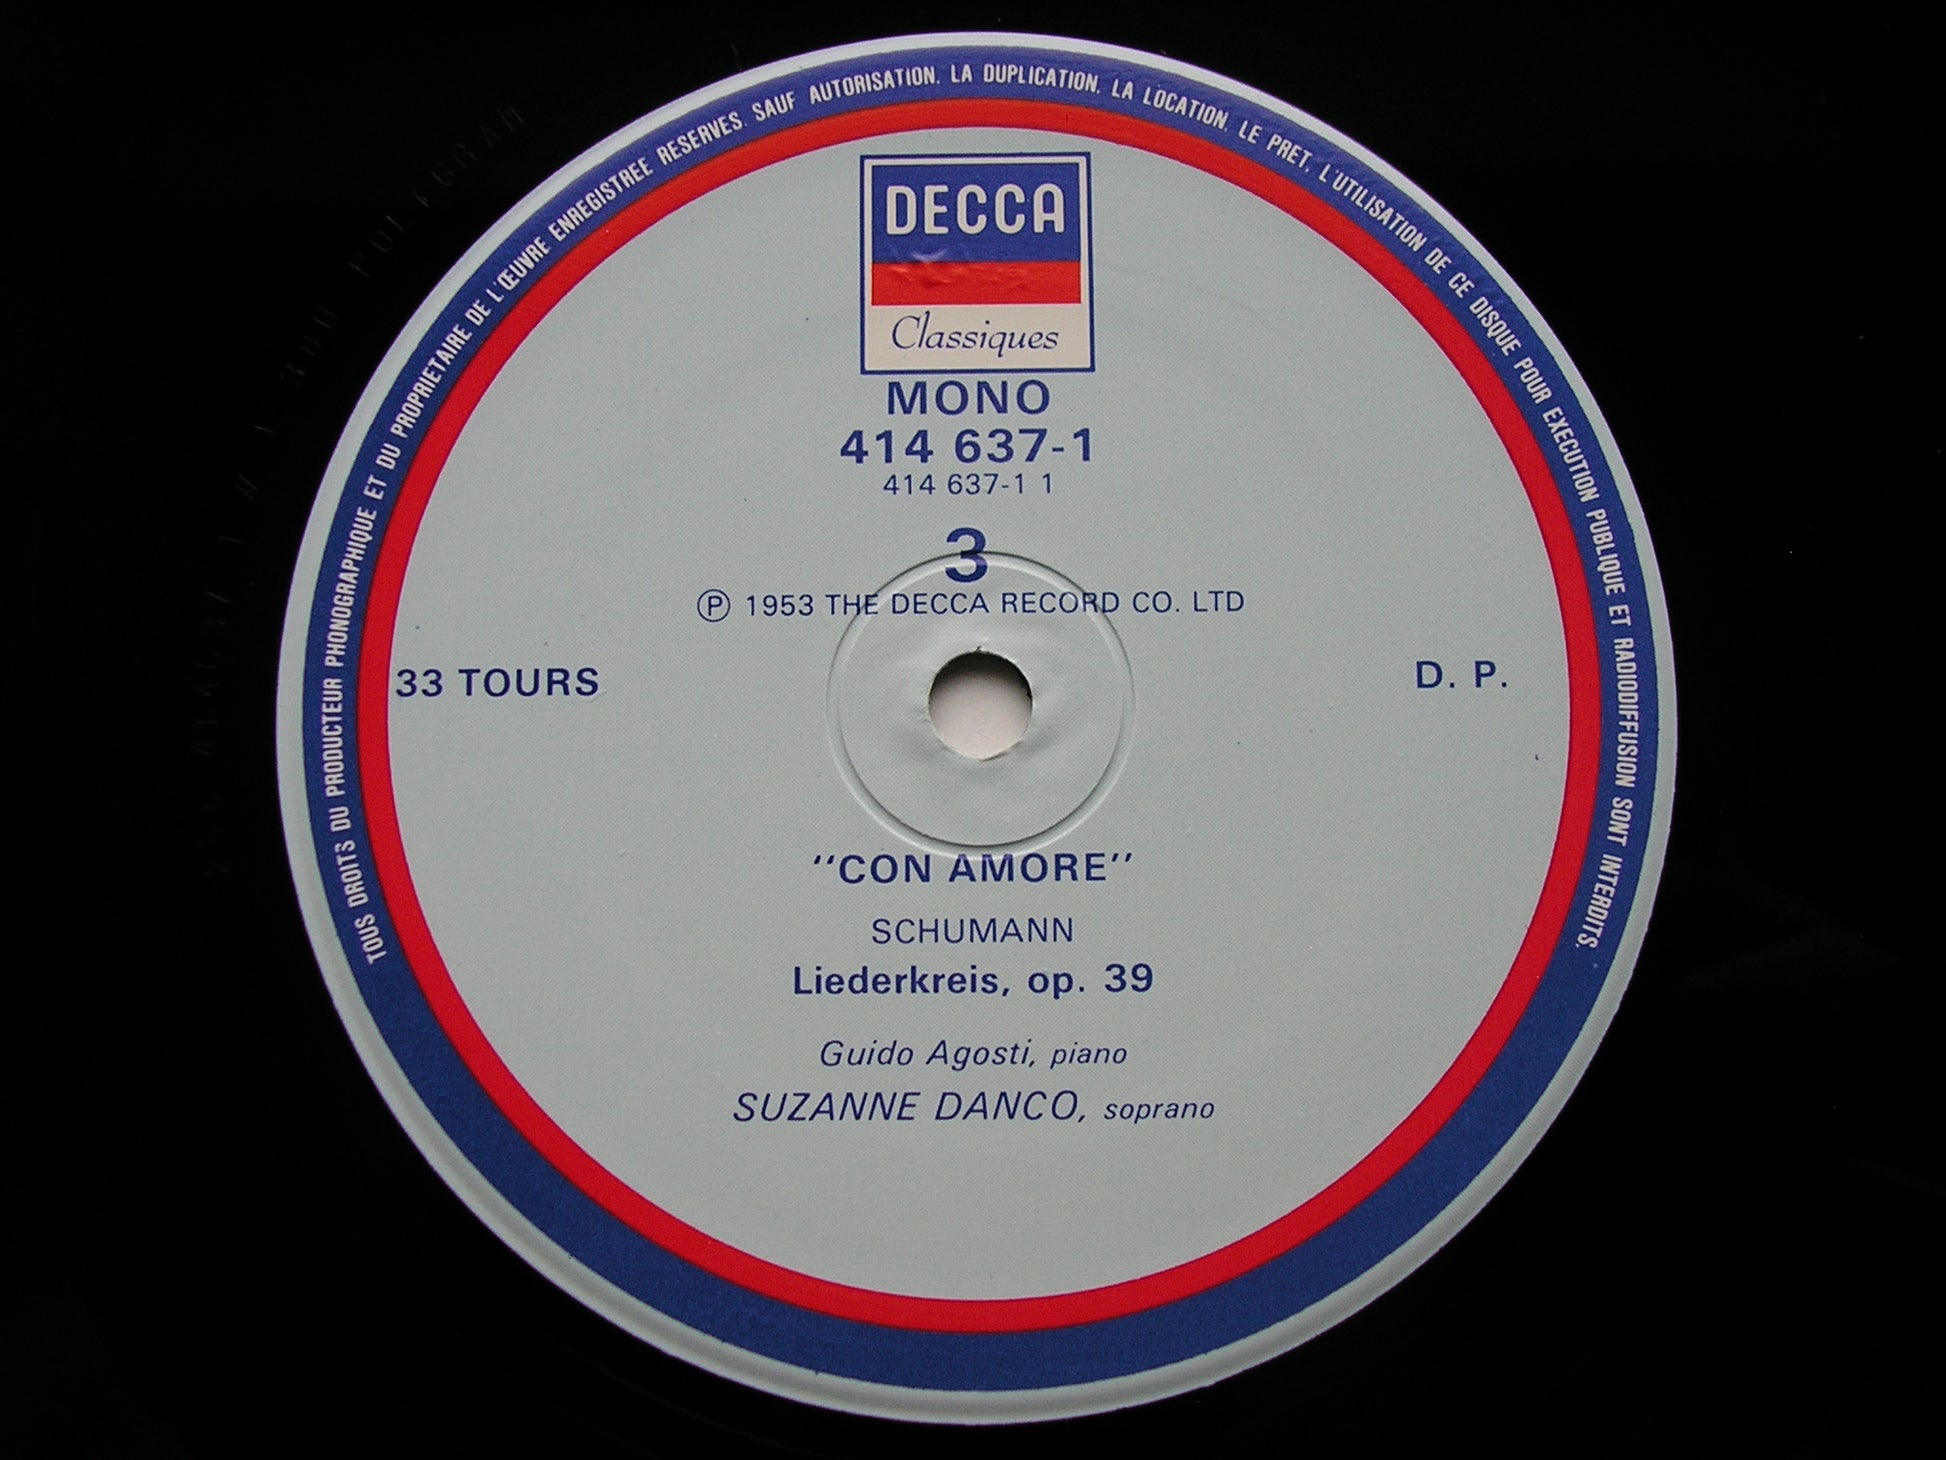 TOUS DROITS DU PRODUCTEUR PHONOGRAPHIQUE ET DU PROPRIETAIRE DE L'ŒUVRE ENREGISTREE RESERVES. SAUF AUTORISATION. LA DUPLICATION. LA LOCATION. LE PRET, L'UTILISATION DE CE DISQUE POUR EXECUTION PUBLIQUE ET RADIODIFFUSION SONT INTERDITS.
DECCA
Classiques
MONO
414 637-1
414 637-1 1
3
℗ 1953 THE DECCA RECORD CO. LTD
33 TOURS
D. P.
"CON AMORE"
SCHUMANN
Liederkreis, op. 39
Guido Agosti, piano
SUZANNE DANCO, soprano
380 POLYGRAM